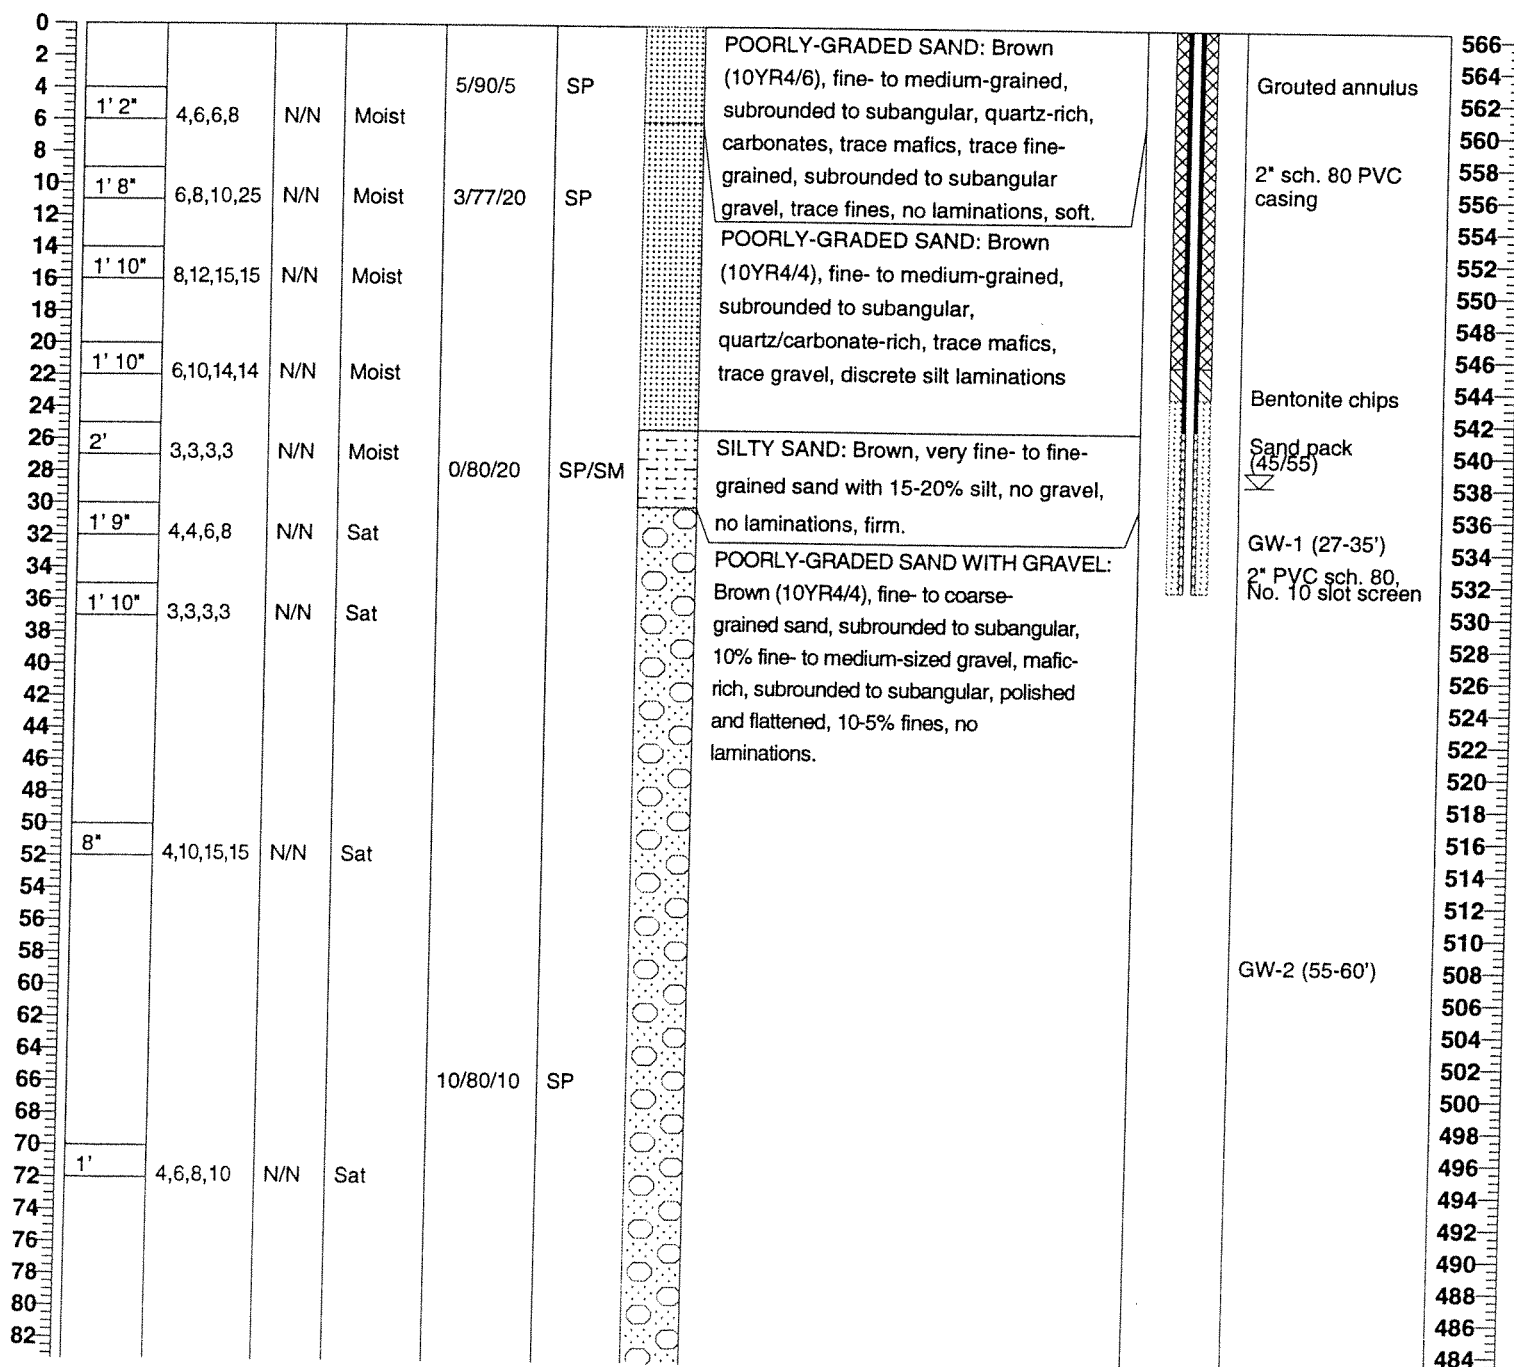 0
2
4
6
8
10
12
14
16
18
20
22
24
26
28
30
32
34
36
38
40
42
44
46
48
50
52
54
56
58
60
62
64
66
68
70
72
74
76
78
80
82
1' 2"
4,6,6,8
N/N
Moist
1' 8"
6,8,10,25
N/N
Moist
1' 10"
8,12,15,15
N/N
Moist
1' 10"
6,10,14,14
N/N
Moist
2'
3,3,3,3
N/N
Moist
1' 9"
4,4,6,8
N/N
Sat
1' 10"
3,3,3,3
N/N
Sat
8"
4,10,15,15
N/N
Sat
1'
4,6,8,10
N/N
Sat
5/90/5
SP
3/77/20
SP
0/80/20
SP/SM
10/80/10
SP
POORLY-GRADED SAND: Brown
(10YR4/6), fine- to medium-grained,
subrounded to subangular, quartz-rich,
carbonates, trace mafics, trace fine-
grained, subrounded to subangular
gravel, trace fines, no laminations, soft.
POORLY-GRADED SAND: Brown
(10YR4/4), fine- to medium-grained,
subrounded to subangular,
quartz/carbonate-rich, trace mafics,
trace gravel, discrete silt laminations
SILTY SAND: Brown, very fine- to fine-
grained sand with 15-20% silt, no gravel,
no laminations, firm.
POORLY-GRADED SAND WITH GRAVEL:
Brown (10YR4/4), fine- to coarse-
grained sand, subrounded to subangular,
10% fine- to medium-sized gravel, mafic-
rich, subrounded to subangular, polished
and flattened, 10-5% fines, no
laminations.
Grouted annulus
2" sch. 80 PVC
casing
Bentonite chips
Sand pack
(45/55)
GW-1 (27-35')
2" PVC sch. 80,
No. 10 slot screen
GW-2 (55-60')
566
564
562
560
558
556
554
552
550
548
546
544
542
540
538
536
534
532
530
528
526
524
522
520
518
516
514
512
510
508
506
504
502
500
498
496
494
492
490
488
486
484